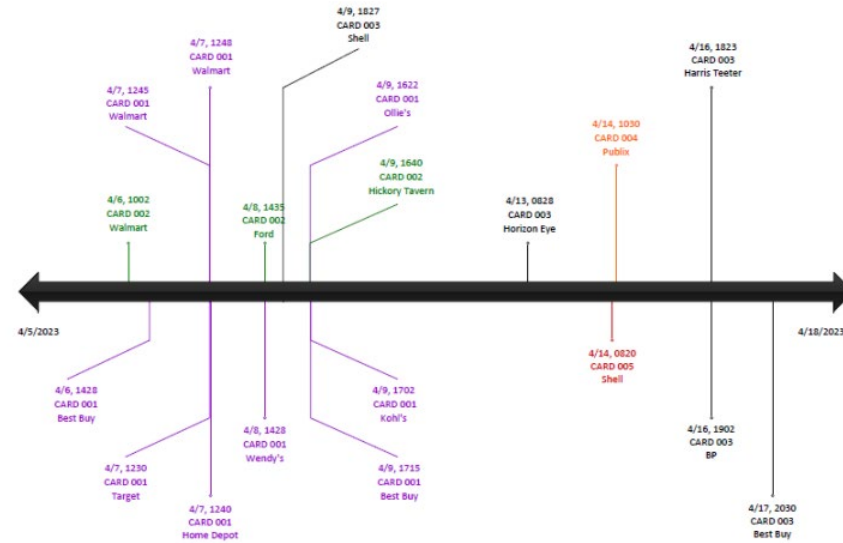 4/9, 1827
CARD 003
Shell
4/7, 1248
CARD 001
Walmart
4/16, 1823
CARD 003
Harris Teeter
4/7, 1245
CARD 001
Walmart
4/9, 1622
CARD 001
Ollie's
4/14, 1030
CARD 004
Publix
4/9, 1640
CARD 002
Hickory Tavern
4/6, 1002
CARD 002
Walmart
4/8, 1435
CARD 002
Ford
4/13, 0828
CARD 003
Horizon Eye
4/5/2023
4/18/2023
4/14, 0820
CARD 005
Shell
4/6, 1428
CARD 001
Best Buy
4/9, 1702
CARD 001
Kohl's
4/8, 1428
CARD 001
Wendy's
4/16, 1902
CARD 003
BP
4/7, 1230
CARD 001
Target
4/9, 1715
CARD 001
Best Buy
4/7, 1240
CARD 001
Home Depot
4/17, 2030
CARD 003
Best Buy